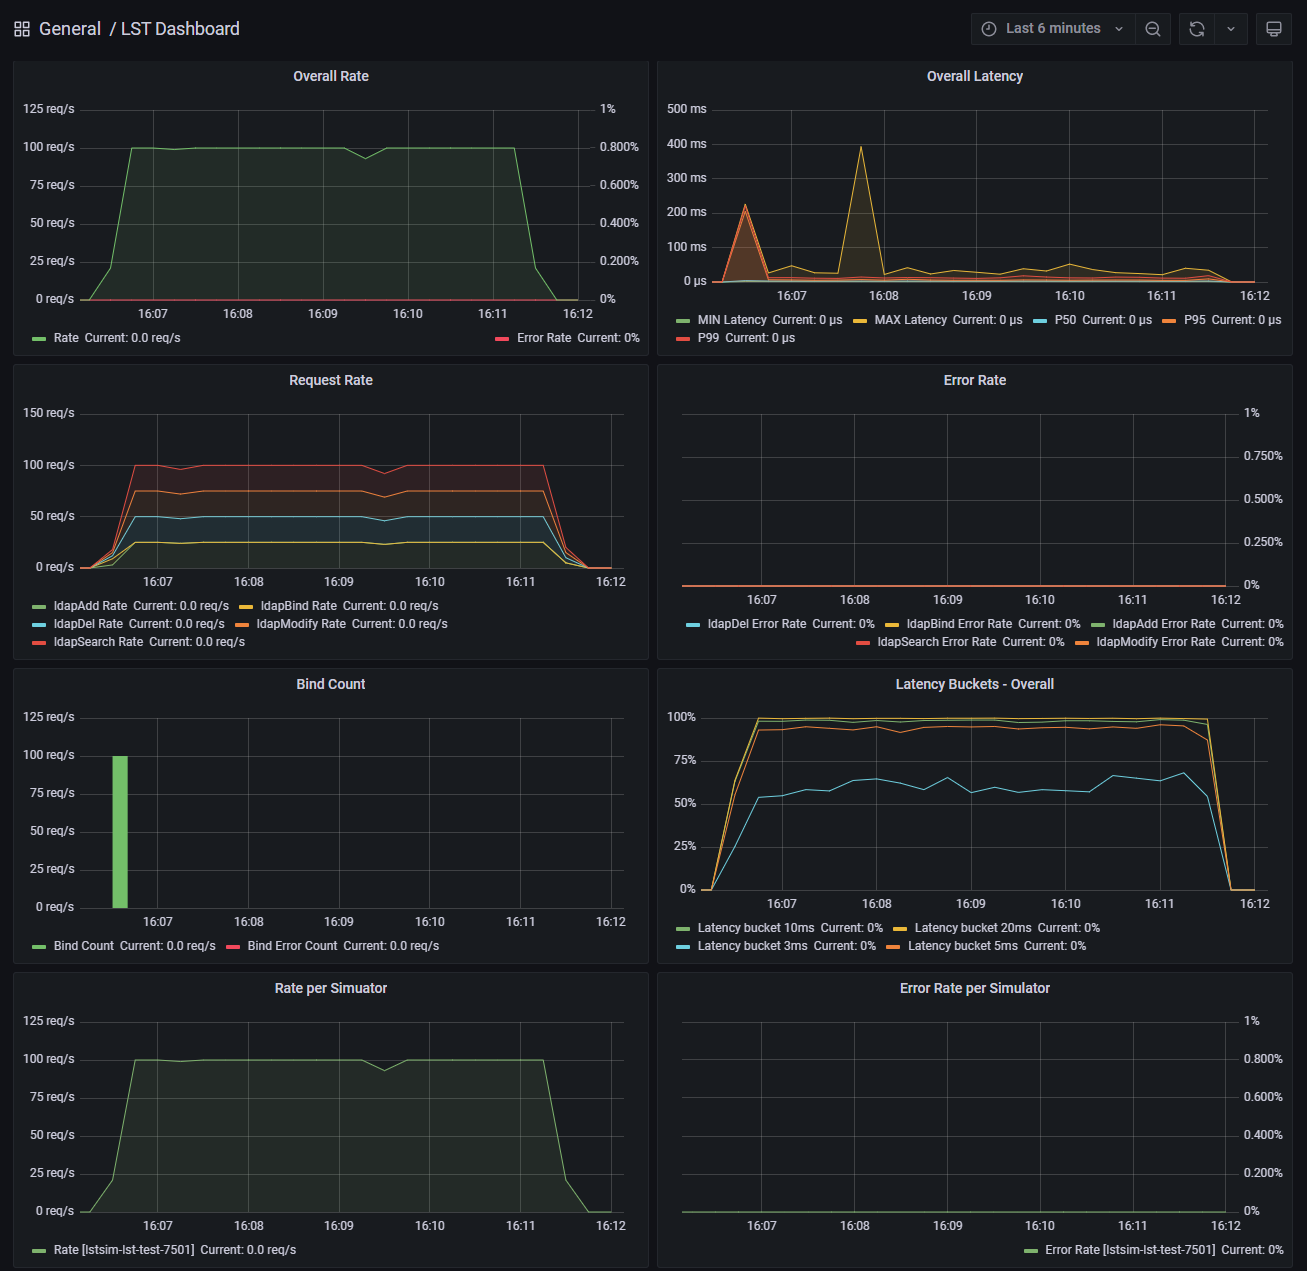 General / LST Dashboard
Last 6 minutes
Overall Rate
125 req/s
100 req/s
75 req/s
50 req/s
25 req/s
0 req/s
1%
0.800%
0.600%
0.400%
0.200%
0%
16:07 16:08 16:09 16:10 16:11 16:12
Rate Current: 0.0 req/s
Error Rate Current: 0%
Overall Latency
500 ms
400 ms
300 ms
200 ms
100 ms
0 µs
16:07 16:08 16:09 16:10 16:11 16:12
MIN Latency Current: 0 µs MAX Latency Current: 0 µs P50 Current: 0 µs P95 Current: 0 µs
P99 Current: 0 µs
Request Rate
150 req/s
100 req/s
50 req/s
0 req/s
16:07 16:08 16:09 16:10 16:11 16:12
ldapAdd Rate Current: 0.0 req/s ldapBind Rate Current: 0.0 req/s
ldapDel Rate Current: 0.0 req/s ldapModify Rate Current: 0.0 req/s
ldapSearch Rate Current: 0.0 req/s
Error Rate
1%
0.750%
0.500%
0.250%
0%
16:07 16:08 16:09 16:10 16:11 16:12
ldapDel Error Rate Current: 0% ldapBind Error Rate Current: 0% ldapAdd Error Rate Current: 0%
ldapSearch Error Rate Current: 0% ldapModify Error Rate Current: 0%
Bind Count
125 req/s
100 req/s
75 req/s
50 req/s
25 req/s
0 req/s
16:07 16:08 16:09 16:10 16:11 16:12
Bind Count Current: 0.0 req/s Bind Error Count Current: 0.0 req/s
Latency Buckets - Overall
100%
75%
50%
25%
0%
16:07 16:08 16:09 16:10 16:11 16:12
Latency bucket 10ms Current: 0% Latency bucket 20ms Current: 0%
Latency bucket 3ms Current: 0% Latency bucket 5ms Current: 0%
Rate per Simuator
125 req/s
100 req/s
75 req/s
50 req/s
25 req/s
0 req/s
16:07 16:08 16:09 16:10 16:11 16:12
Rate [lstsim-lst-test-7501] Current: 0.0 req/s
Error Rate per Simulator
1%
0.800%
0.600%
0.400%
0.200%
0%
16:07 16:08 16:09 16:10 16:11 16:12
Error Rate [lstsim-lst-test-7501] Current: 0%